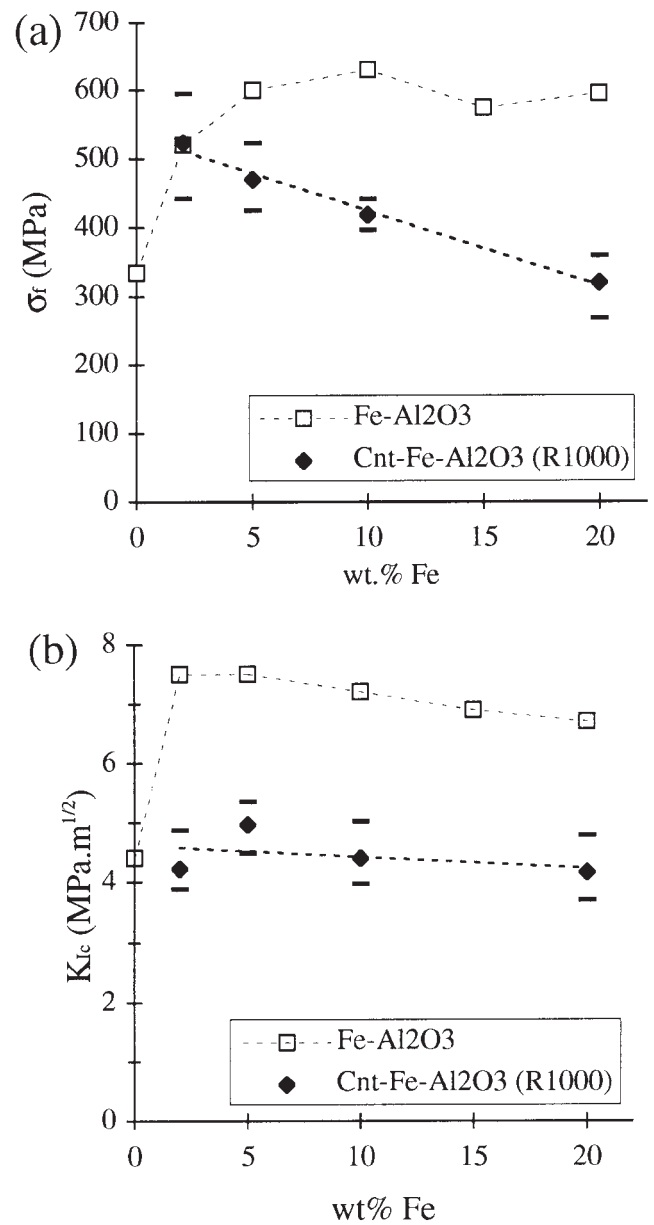 (a)
700
600
500
400
300
200
100
0
σf (MPa)
Fe-Al2O3
Cnt-Fe-Al2O3 (R1000)
0 5 10 15 20
wt.% Fe
(b)
8
6
4
2
0
KIc (MPa.m1/2)
Fe-Al2O3
Cnt-Fe-Al2O3 (R1000)
0 5 10 15 20
wt% Fe